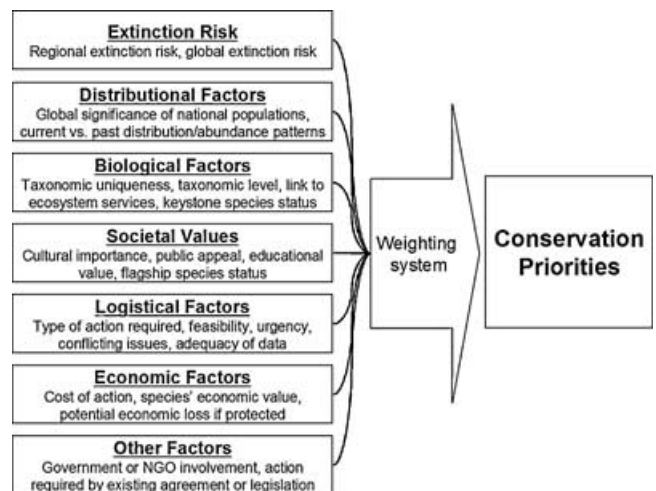 Extinction Risk
Regional extinction risk, global extinction risk
Distributional Factors
Global significance of national populations,
current vs. past distribution/abundance patterns
Biological Factors
Taxonomic uniqueness, taxonomic level, link to
ecosystem services, keystone species status
Societal Values
Cultural importance, public appeal, educational
value, flagship species status
Logistical Factors
Type of action required, feasibility, urgency,
conflicting issues, adequacy of data
Economic Factors
Cost of action, species' economic value,
potential economic loss if protected
Other Factors
Government or NGO involvement, action
required by existing agreement or legislation
Weighting
system
Conservation
Priorities